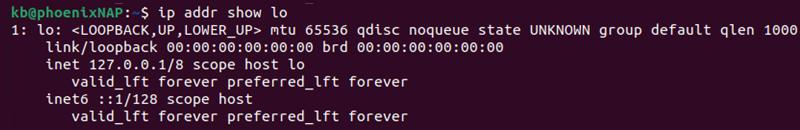 kb@phoenixNAP:~$ ip addr show lo
1: lo: <LOOPBACK,UP,LOWER_UP> mtu 65536 qdisc noqueue state UNKNOWN group default qlen 1000
    link/loopback 00:00:00:00:00:00 brd 00:00:00:00:00:00
    inet 127.0.0.1/8 scope host lo
       valid_lft forever preferred_lft forever
    inet6 ::1/128 scope host
       valid_lft forever preferred_lft forever